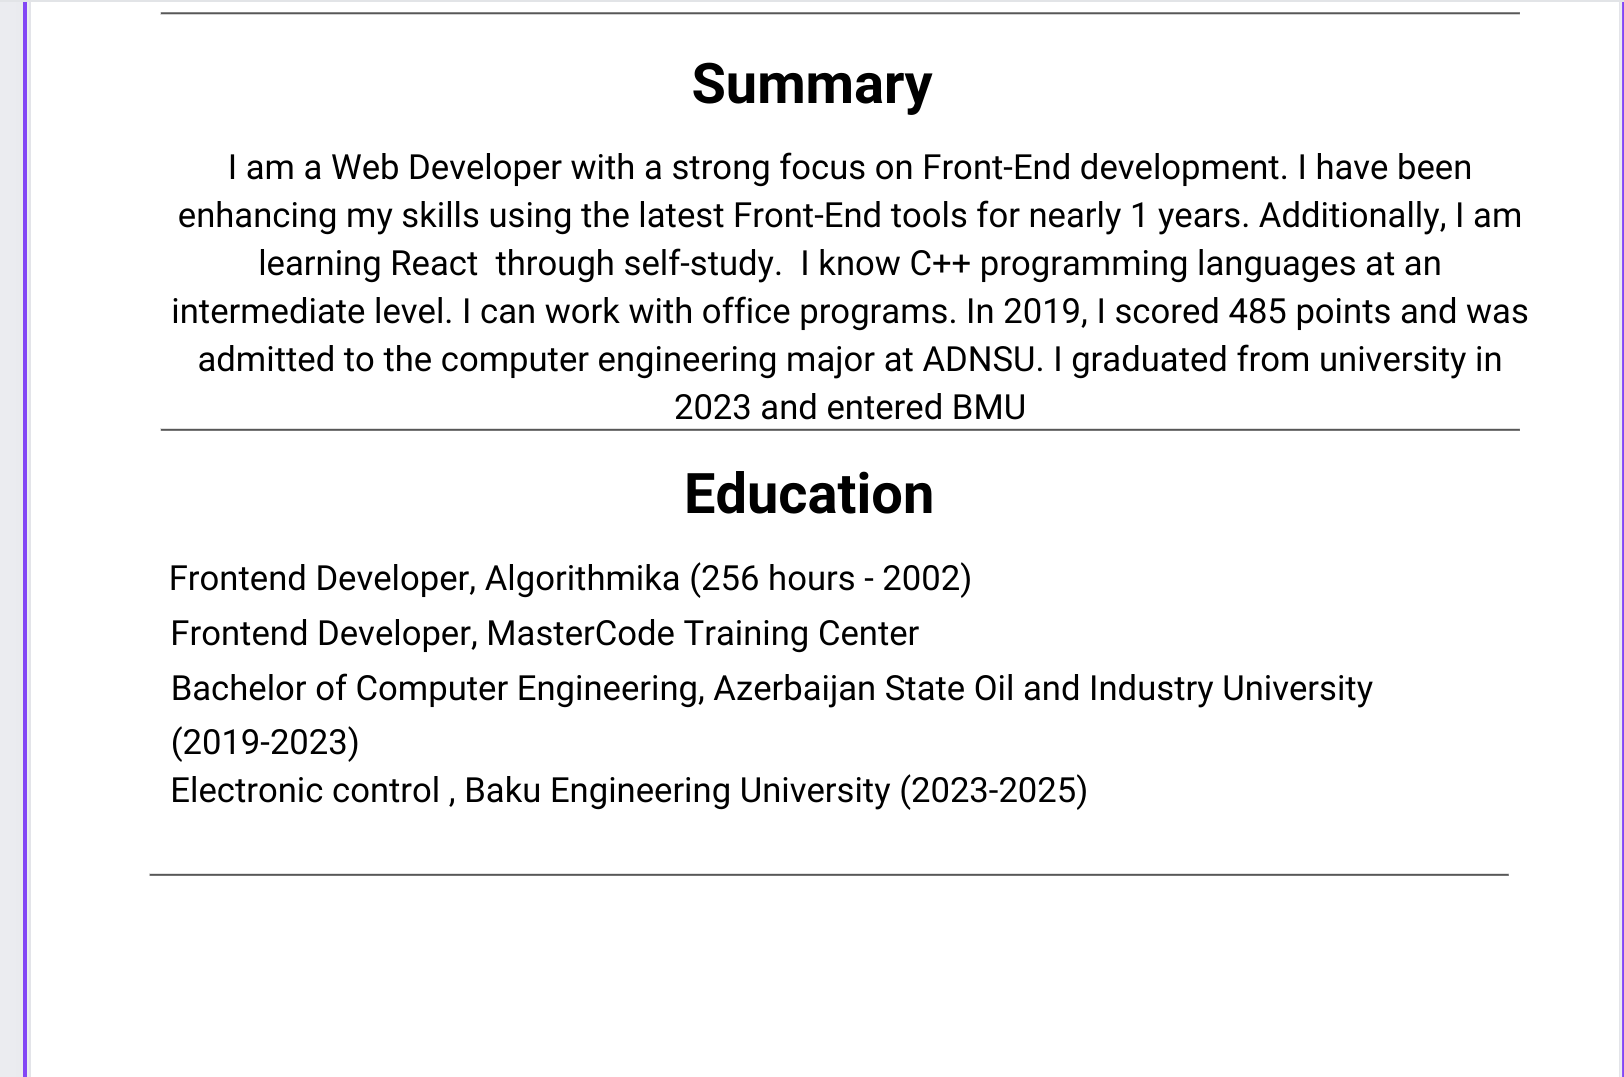 Summary
I am a Web Developer with a strong focus on Front-End development. I have been
enhancing my skills using the latest Front-End tools for nearly 1 years. Additionally, I am
learning React  through self-study.  I know C++ programming languages at an
intermediate level. I can work with office programs. In 2019, I scored 485 points and was
admitted to the computer engineering major at ADNSU. I graduated from university in
2023 and entered BMU
Education
Frontend Developer, Algorithmika (256 hours - 2002)
Frontend Developer, MasterCode Training Center
Bachelor of Computer Engineering, Azerbaijan State Oil and Industry University
(2019-2023)
Electronic control , Baku Engineering University (2023-2025)